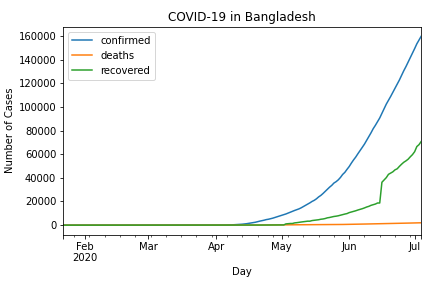 COVID-19 in Bangladesh
confirmed
deaths
recovered
Number of Cases
160000
140000
120000
100000
80000
60000
40000
20000
0
Feb Mar Apr May Jun Jul
2020
Day